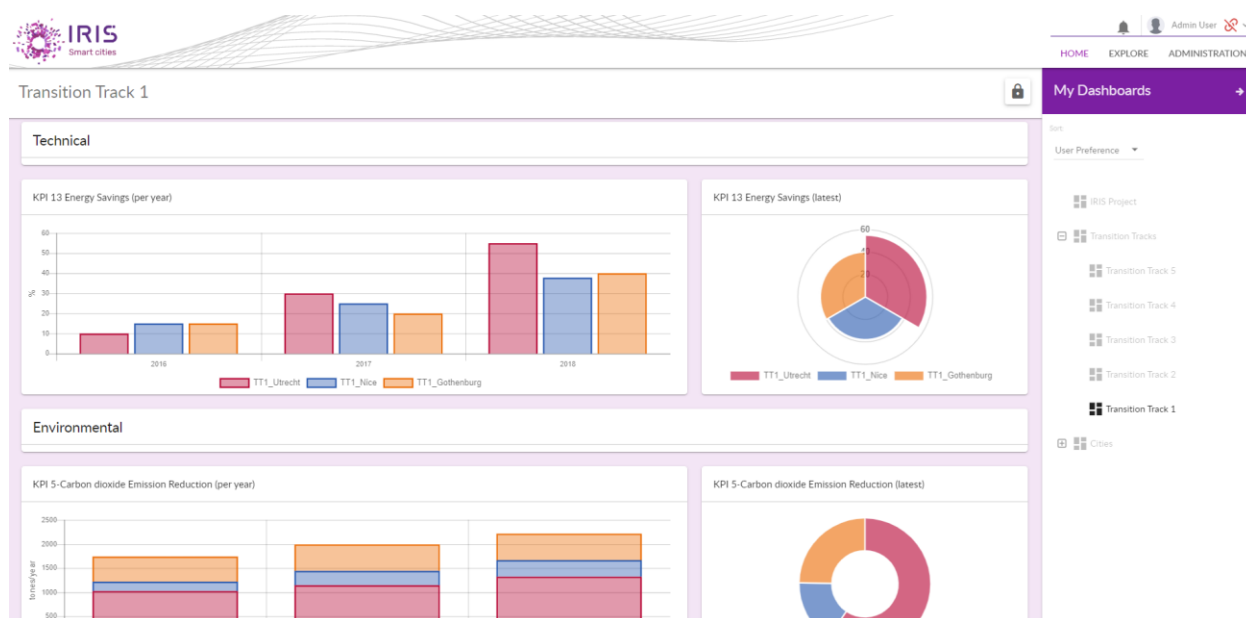 IRIS
Smart cities
Admin User
HOME EXPLORE ADMINISTRATION
Transition Track 1
My Dashboards
Technical
Sort:
User Preference
KPI 13 Energy Savings (per year)
60
50
40
30
20
10
0
%
2016 2017 2018
TT1_Utrecht TT1_Nice TT1_Gothenburg
KPI 13 Energy Savings (latest)
60
40
20
TT1_Utrecht TT1_Nice TT1_Gothenburg
IRIS Project
Transition Tracks
Transition Track 5
Transition Track 4
Transition Track 3
Transition Track 2
Transition Track 1
Cities
Environmental
KPI 5-Carbon dioxide Emission Reduction (per year)
2500
2000
1500
1000
500
tones/year
KPI 5-Carbon dioxide Emission Reduction (latest)